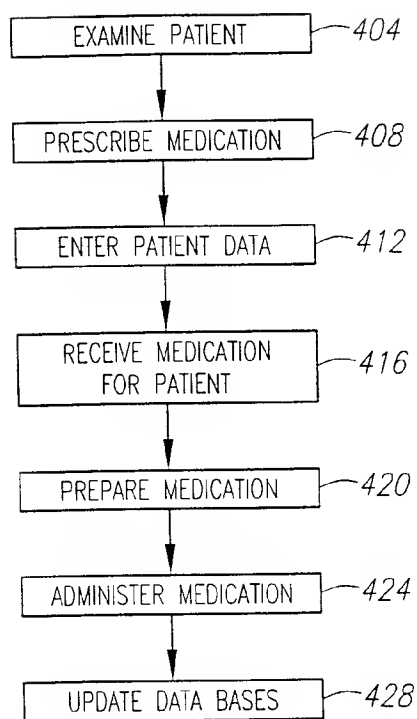 EXAMINE PATIENT 404
PRESCRIBE MEDICATION 408
ENTER PATIENT DATA 412
RECEIVE MEDICATION
FOR PATIENT 416
PREPARE MEDICATION 420
ADMINISTER MEDICATION 424
UPDATE DATA BASES 428